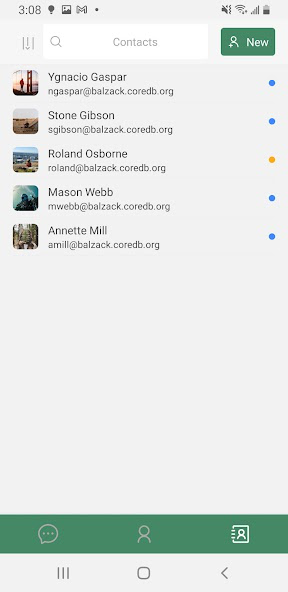 3:08
Contacts
New
Ygnacio Gaspar
ngaspar@balzack.coredb.org
Stone Gibson
sgibson@balzack.coredb.org
Roland Osborne
roland@balzack.coredb.org
Mason Webb
mwebb@balzack.coredb.org
Annette Mill
amill@balzack.coredb.org